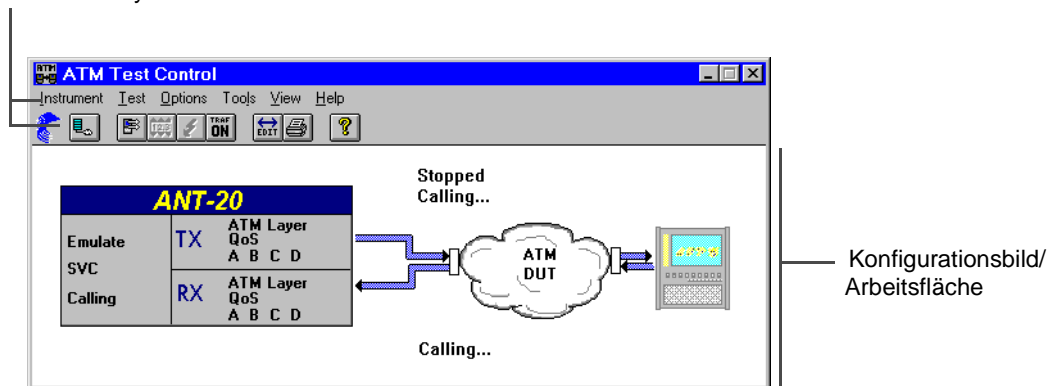 ATM Test Control
Instrument Test Options Tools View Help
TRAF
ON
EDIT
?
Stopped
Calling...
ANT-20
Emulate
SVC
Calling
TX
ATM Layer
QoS
A B C D
RX
ATM Layer
QoS
A B C D
ATM
DUT
Calling...
Konfigurationsbild/
Arbeitsfläche